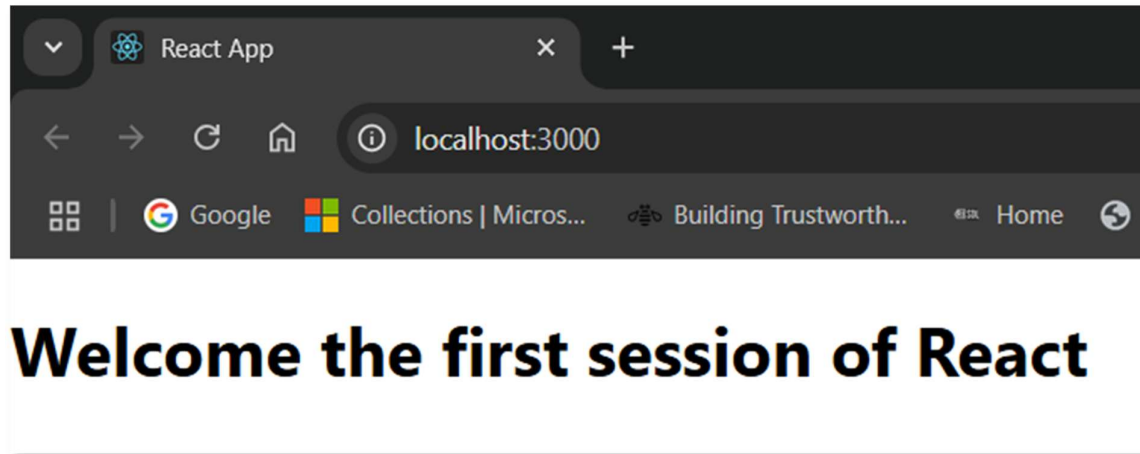 React App
localhost:3000
Google Collections | Micros... Building Trustworth... Home
Welcome the first session of React